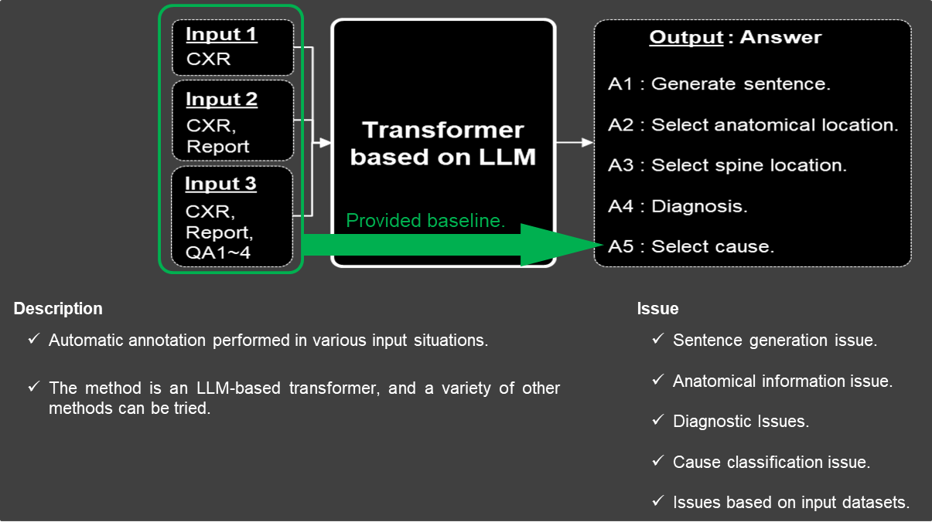 Input 1
CXR
Input 2
CXR,
Report
Input 3
CXR,
Report,
QA1~4
Transformer
based on LLM
Provided baseline.
Output : Answer
A1 : Generate sentence.
A2 : Select anatomical location.
A3 : Select spine location.
A4 : Diagnosis.
A5 : Select cause.
Description
✓ Automatic annotation performed in various input situations.
✓ The method is an LLM-based transformer, and a variety of other
methods can be tried.
Issue
✓ Sentence generation issue.
✓ Anatomical information issue.
✓ Diagnostic Issues.
✓ Cause classification issue.
✓ Issues based on input datasets.